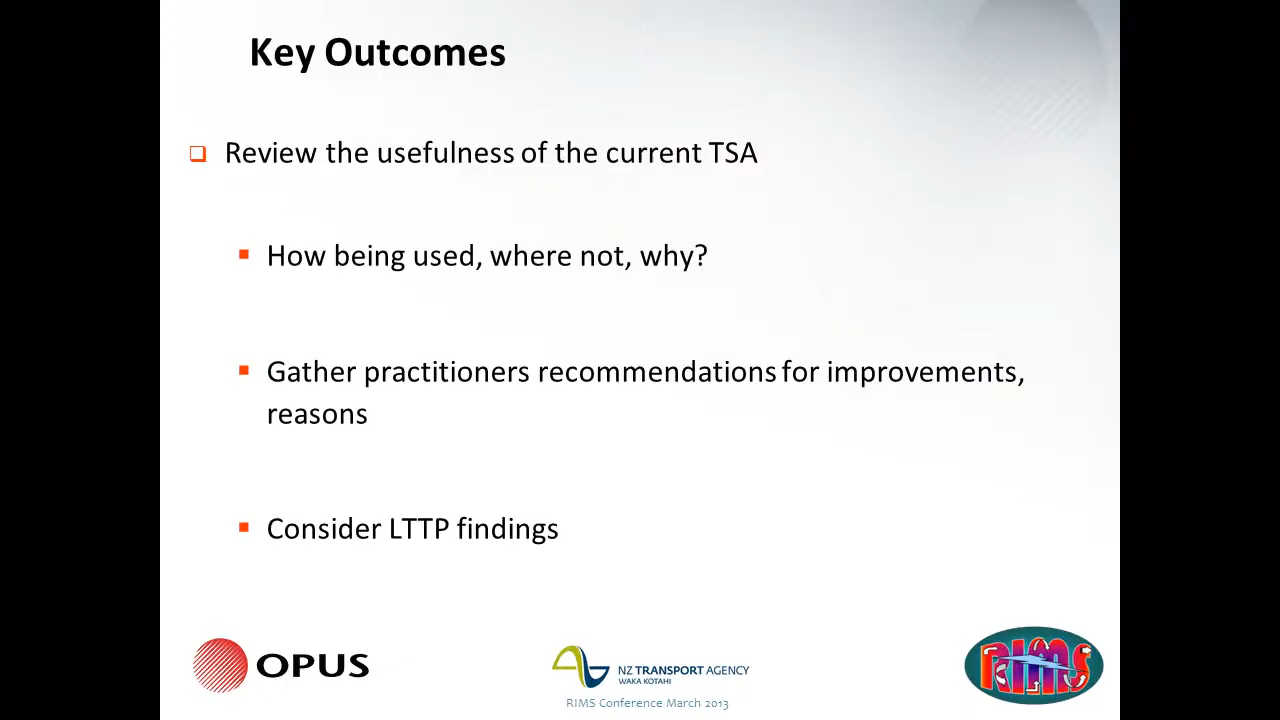 Key Outcomes
Review the usefulness of the current TSA
How being used, where not, why?
Gather practitioners recommendations for improvements,
reasons
Consider LTTP findings
OPUS
NZ TRANSPORT AGENCY
WAKA KOTAHI
RIMS Conference March 2013
RIMS